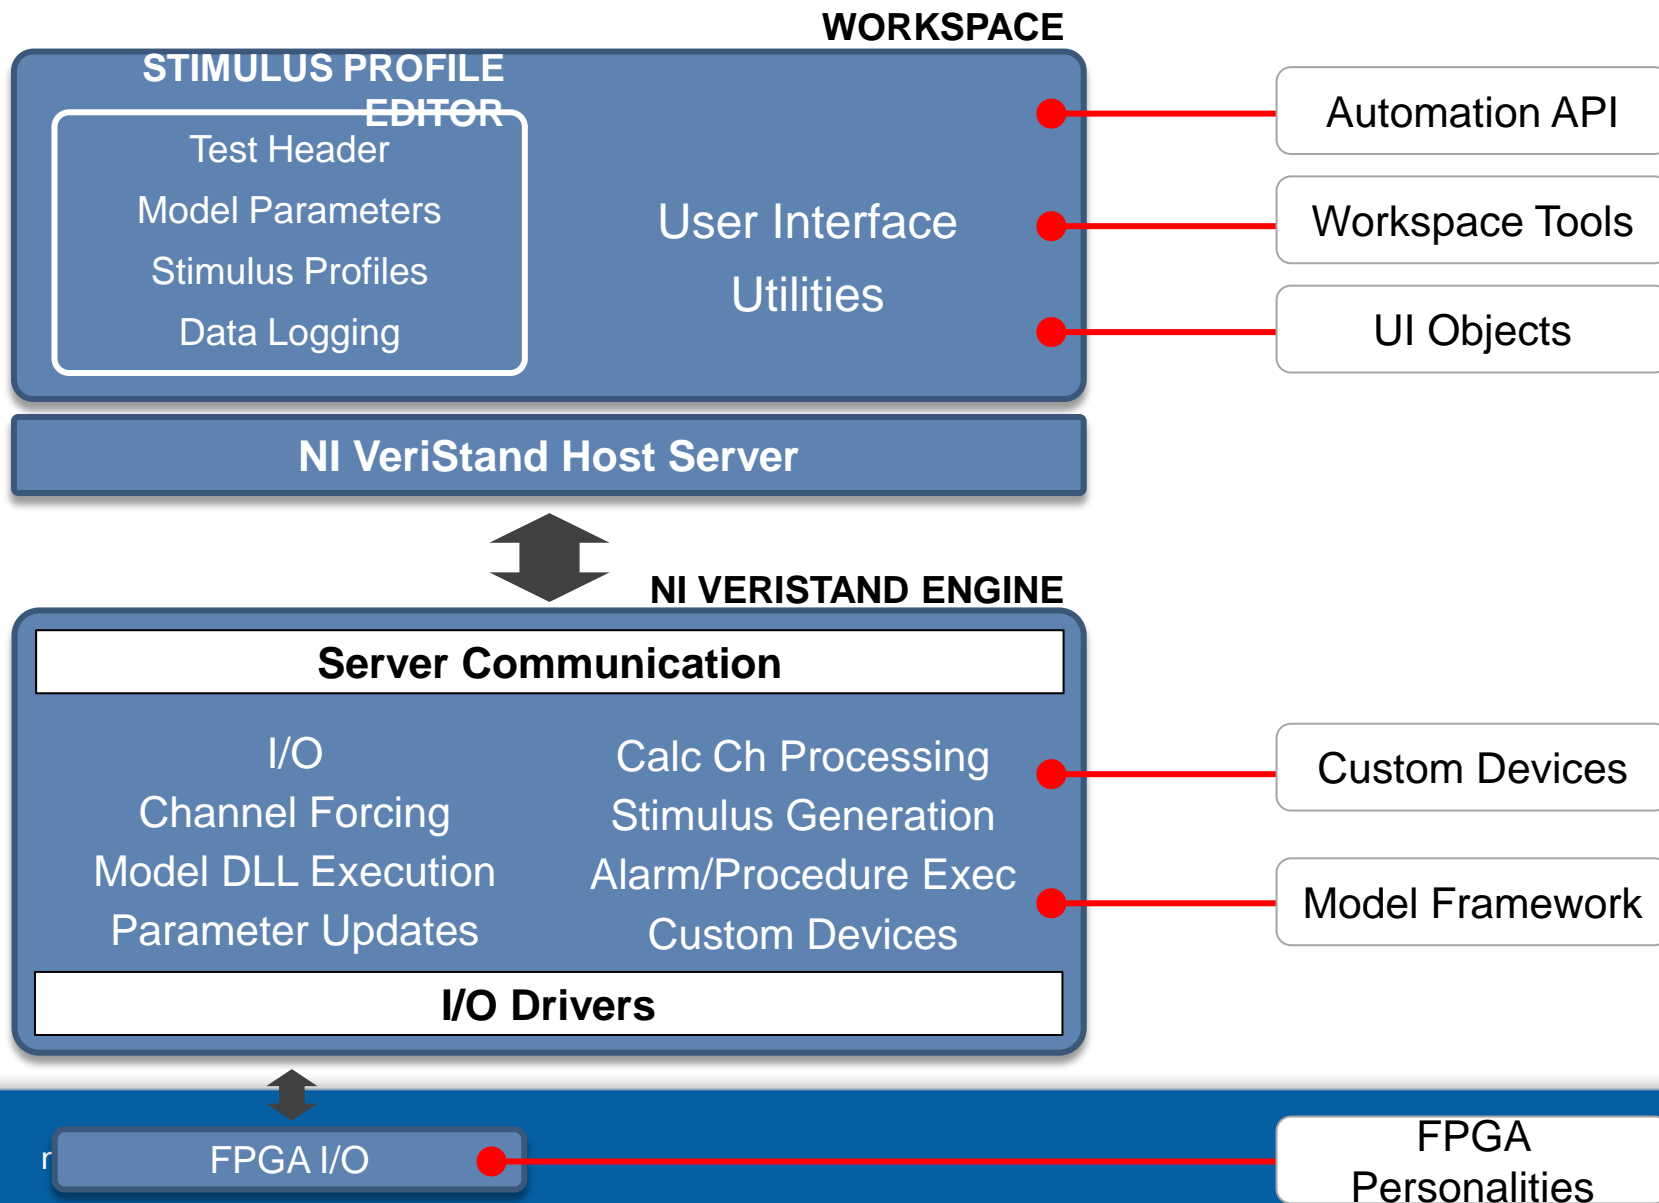 WORKSPACE
STIMULUS PROFILE
EDITOR
Test Header
Model Parameters
Stimulus Profiles
Data Logging
User Interface
Utilities
Automation API
Workspace Tools
UI Objects
NI VeriStand Host Server
NI VERISTAND ENGINE
Server Communication
I/O
Channel Forcing
Model DLL Execution
Parameter Updates
Calc Ch Processing
Stimulus Generation
Alarm/Procedure Exec
Custom Devices
Custom Devices
Model Framework
I/O Drivers
FPGA I/O
FPGA
Personalities